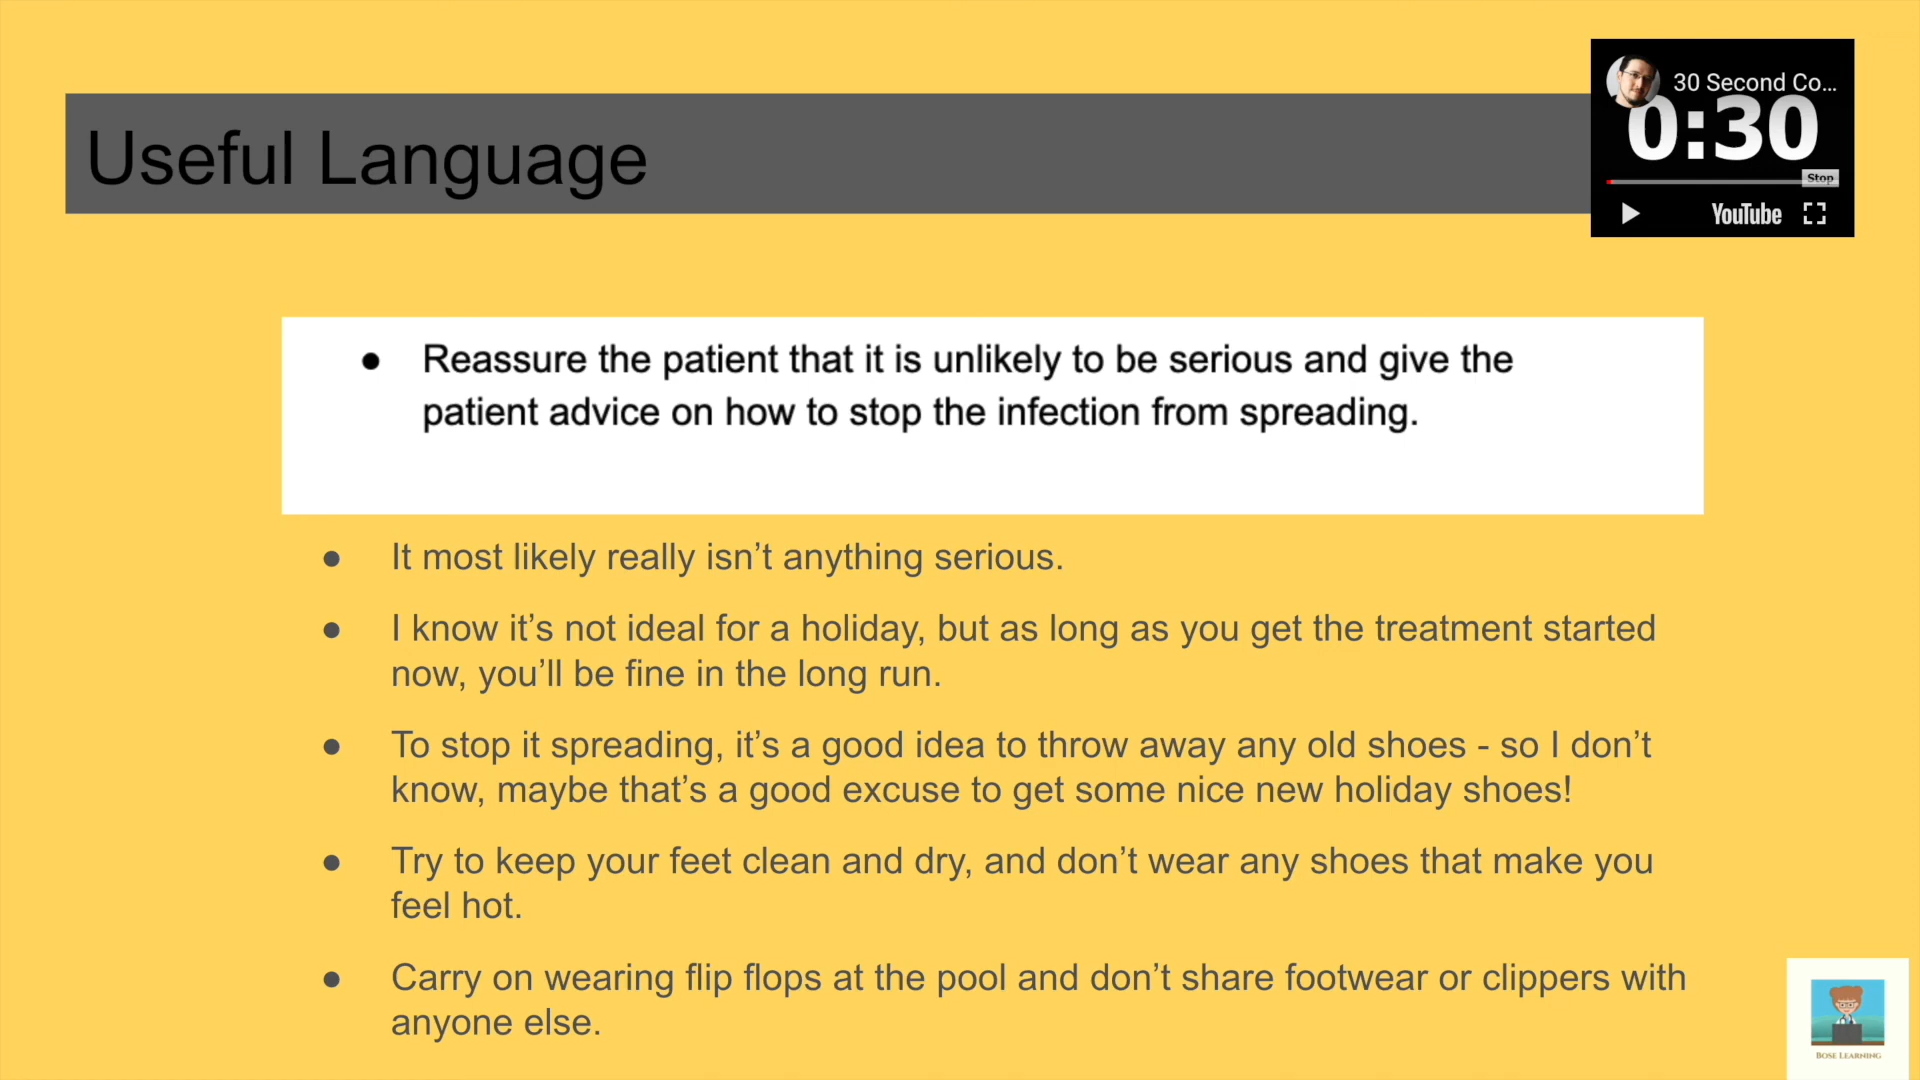 30 Second Co...
0:30
Stop
YouTube
Useful Language
● Reassure the patient that it is unlikely to be serious and give the
patient advice on how to stop the infection from spreading.
● It most likely really isn’t anything serious.
● I know it’s not ideal for a holiday, but as long as you get the treatment started
now, you’ll be fine in the long run.
● To stop it spreading, it’s a good idea to throw away any old shoes - so I don’t
know, maybe that’s a good excuse to get some nice new holiday shoes!
● Try to keep your feet clean and dry, and don’t wear any shoes that make you
feel hot.
● Carry on wearing flip flops at the pool and don’t share footwear or clippers with
anyone else.
BOSE LEARNING